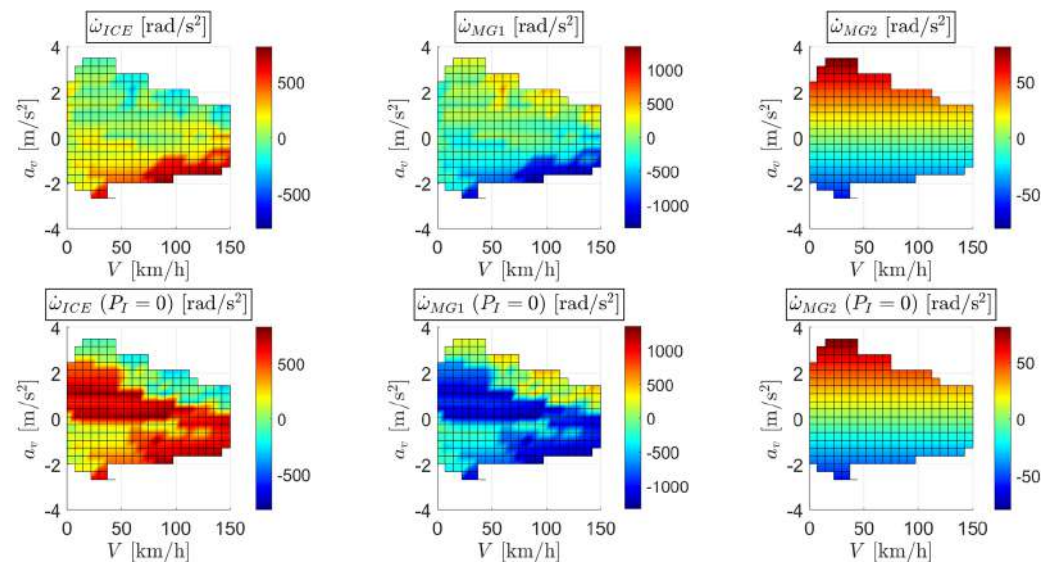 ω̇_ICE [rad/s²]
4
2
0
-2
-4
a_v [m/s²]
0 50 100 150
V [km/h]
500
0
-500
ω̇_MG1 [rad/s²]
4
2
0
-2
-4
a_v [m/s²]
0 50 100 150
V [km/h]
1000
500
0
-500
-1000
ω̇_MG2 [rad/s²]
4
2
0
-2
-4
a_v [m/s²]
0 50 100 150
V [km/h]
50
0
-50
ω̇_ICE (P_I = 0) [rad/s²]
4
2
0
-2
-4
a_v [m/s²]
0 50 100 150
V [km/h]
500
0
-500
ω̇_MG1 (P_I = 0) [rad/s²]
4
2
0
-2
-4
a_v [m/s²]
0 50 100 150
V [km/h]
1000
500
0
-500
-1000
ω̇_MG2 (P_I = 0) [rad/s²]
4
2
0
-2
-4
a_v [m/s²]
0 50 100 150
V [km/h]
50
0
-50